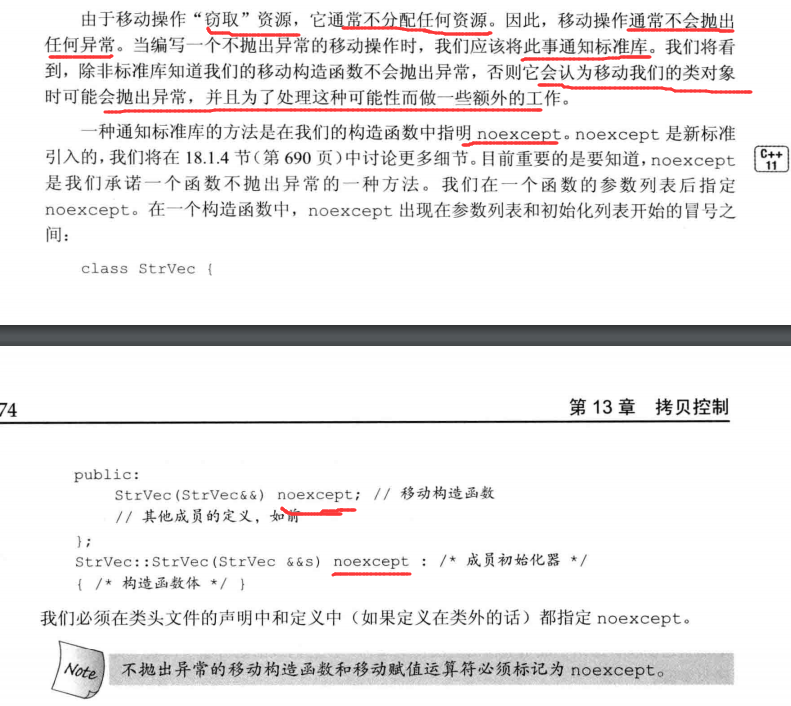 由于移动操作“窃取”资源，它通常不分配任何资源。因此，移动操作通常不会抛出
任何异常。当编写一个不抛出异常的移动操作时，我们应该将此事通知标准库。我们将看
到，除非标准库知道我们的移动构造函数不会抛出异常，否则它会认为移动我们的类对象
时可能会抛出异常，并且为了处理这种可能性而做一些额外的工作。
一种通知标准库的方法是在我们的构造函数中指明 noexcept。noexcept 是新标准
引入的，我们将在 18.1.4 节（第 690 页）中讨论更多细节。目前重要的是要知道，noexcept
是我们承诺一个函数不抛出异常的一种方法。我们在一个函数的参数列表后指定
noexcept。在一个构造函数中，noexcept 出现在参数列表和初始化列表开始的冒号之
间：
C++
11
class StrVec {
74
第 13 章 拷贝控制
public:
StrVec(StrVec&&) noexcept; // 移动构造函数
// 其他成员的定义，如前
};
StrVec::StrVec(StrVec &&s) noexcept : /* 成员初始化器 */
{ /* 构造函数体 */ }
我们必须在类头文件的声明中和定义中（如果定义在类外的话）都指定 noexcept。
Note 不抛出异常的移动构造函数和移动赋值运算符必须标记为 noexcept。